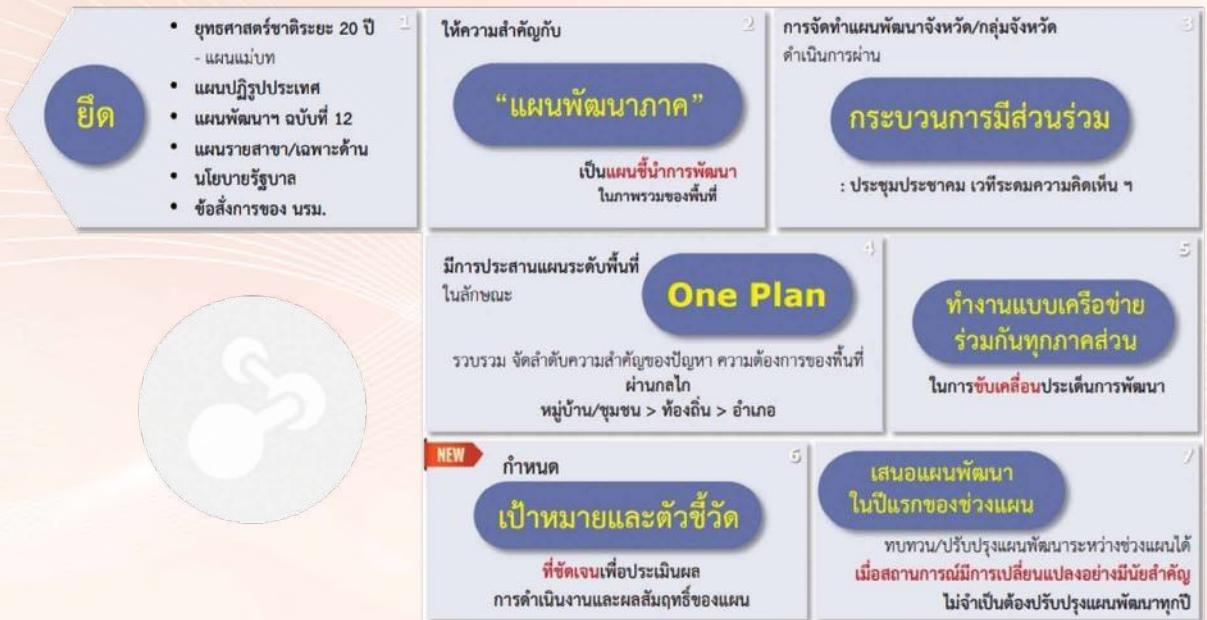 1
ยึด
• ยุทธศาสตร์ชาติระยะ 20 ปี
- แผนแม่บท
• แผนปฏิรูปประเทศ
• แผนพัฒนาฯ ฉบับที่ 12
• แผนรายสาขา/เฉพาะด้าน
• นโยบายรัฐบาล
• ข้อสั่งการของ นรม.
2
ให้ความสำคัญกับ
“แผนพัฒนาภาค”
เป็นแผนชี้นำการพัฒนา
ในภาพรวมของพื้นที่
3
การจัดทำแผนพัฒนาจังหวัด/กลุ่มจังหวัด
ดำเนินการผ่าน
กระบวนการมีส่วนร่วม
: ประชุมประชาคม เวทีระดมความคิดเห็น ฯ
4
มีการประสานแผนระดับพื้นที่
ในลักษณะ
One Plan
รวบรวม จัดลำดับความสำคัญของปัญหา ความต้องการของพื้นที่
ผ่านกลไก
หมู่บ้าน/ชุมชน > ท้องถิ่น > อำเภอ
5
ทำงานแบบเครือข่าย
ร่วมกันทุกภาคส่วน
ในการขับเคลื่อนประเด็นการพัฒนา
NEW
6
กำหนด
เป้าหมายและตัวชี้วัด
ที่ชัดเจนเพื่อประเมินผล
การดำเนินงานและผลสัมฤทธิ์ของแผน
7
เสนอแผนพัฒนา
ในปีแรกของช่วงแผน
ทบทวน/ปรับปรุงแผนพัฒนาระหว่างช่วงแผนได้
เมื่อสถานการณ์มีการเปลี่ยนแปลงอย่างมีนัยสำคัญ
ไม่จำเป็นต้องปรับปรุงแผนพัฒนาทุกปี